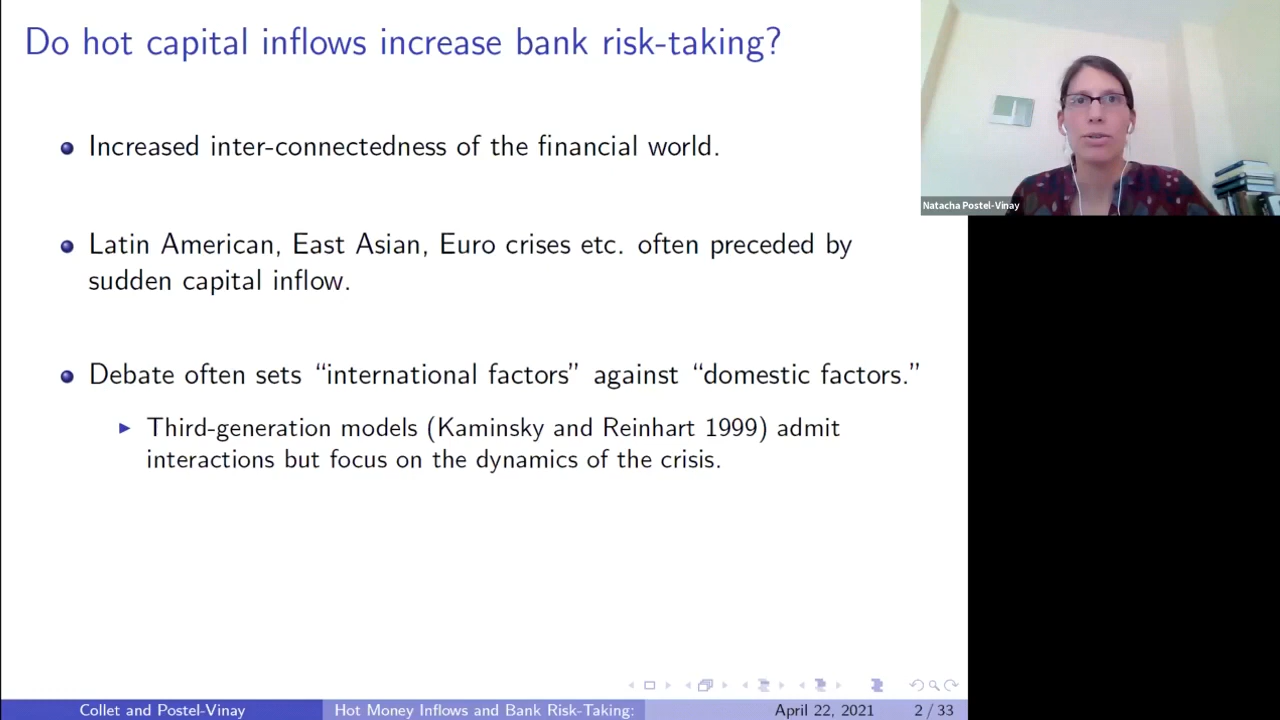 Do hot capital inflows increase bank risk-taking?
Increased inter-connectedness of the financial world.
Latin American, East Asian, Euro crises etc. often preceded by
sudden capital inflow.
Debate often sets “international factors” against “domestic factors.”
Third-generation models (Kaminsky and Reinhart 1999) admit
interactions but focus on the dynamics of the crisis.
Natacha Postel-Vinay
Collet and Postel-Vinay
Hot Money Inflows and Bank Risk-Taking:
April 22, 2021
2 / 33